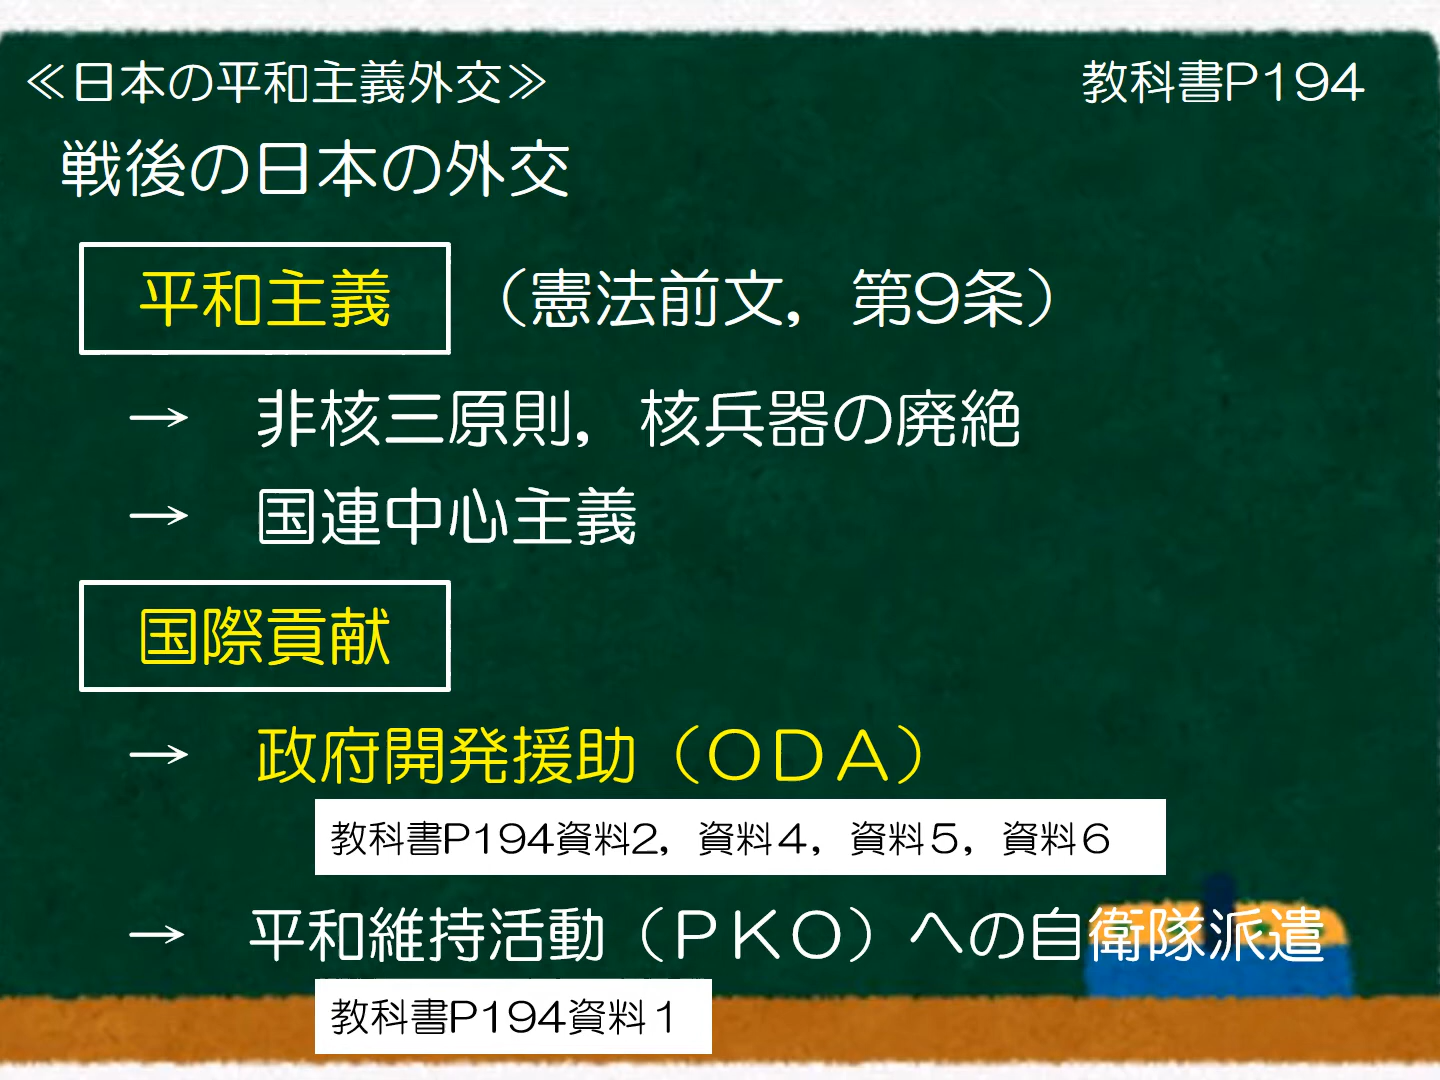 ≪日本の平和主義外交≫ 教科書P194
戦後の日本の外交
平和主義 （憲法前文，第９条）
→　非核三原則，核兵器の廃絶
→　国連中心主義
国際貢献
→　政府開発援助（ＯＤＡ）
教科書P194資料2，資料４，資料５，資料６
→　平和維持活動（ＰＫＯ）への自衛隊派遣
教科書P194資料１